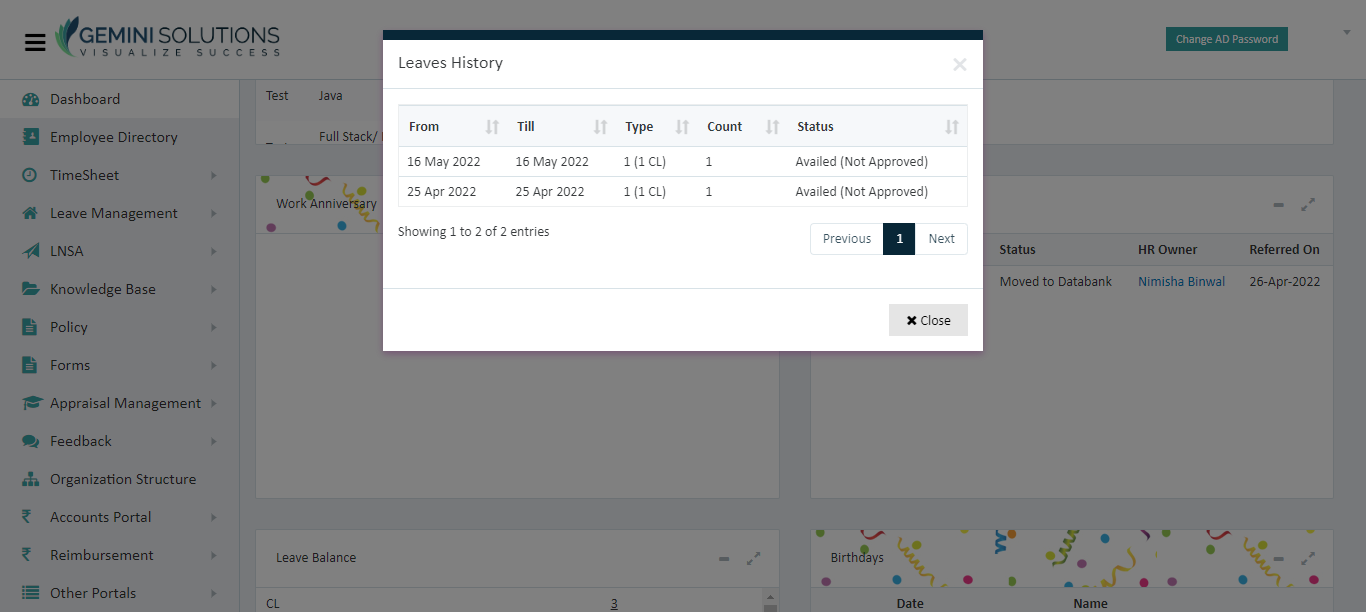 GEMINI SOLUTIONS
VISUALIZE SUCCESS
Change AD Password
Dashboard
Employee Directory
TimeSheet
Leave Management
LNSA
Knowledge Base
Policy
Forms
Appraisal Management
Feedback
Organization Structure
Accounts Portal
Reimbursement
Other Portals
Test Java
Full Stack/
Work Anniversary
Leaves History
×
From Till Type Count Status
16 May 2022 16 May 2022 1 (1 CL) 1 Availed (Not Approved)
25 Apr 2022 25 Apr 2022 1 (1 CL) 1 Availed (Not Approved)
Showing 1 to 2 of 2 entries
Previous 1 Next
Close
Status HR Owner Referred On
Moved to Databank Nimisha Binwal 26-Apr-2022
Leave Balance
CL 3
Birthdays
Date Name